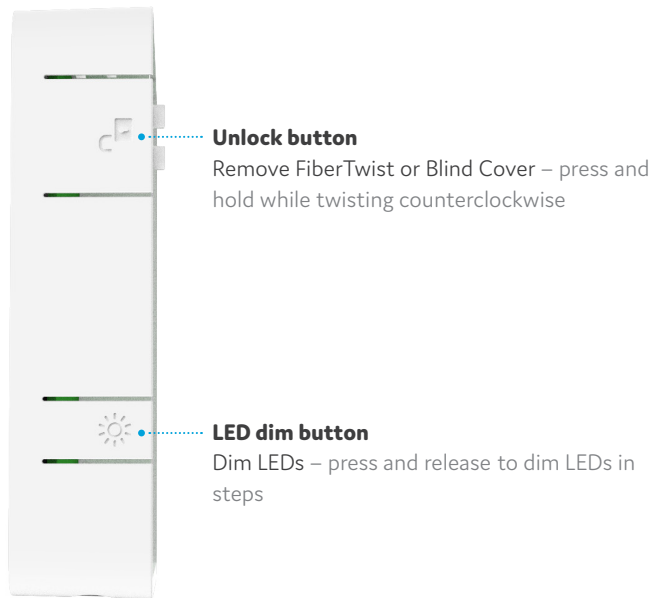 Unlock button
Remove FiberTwist or Blind Cover – press and
hold while twisting counterclockwise
LED dim button
Dim LEDs – press and release to dim LEDs in
steps